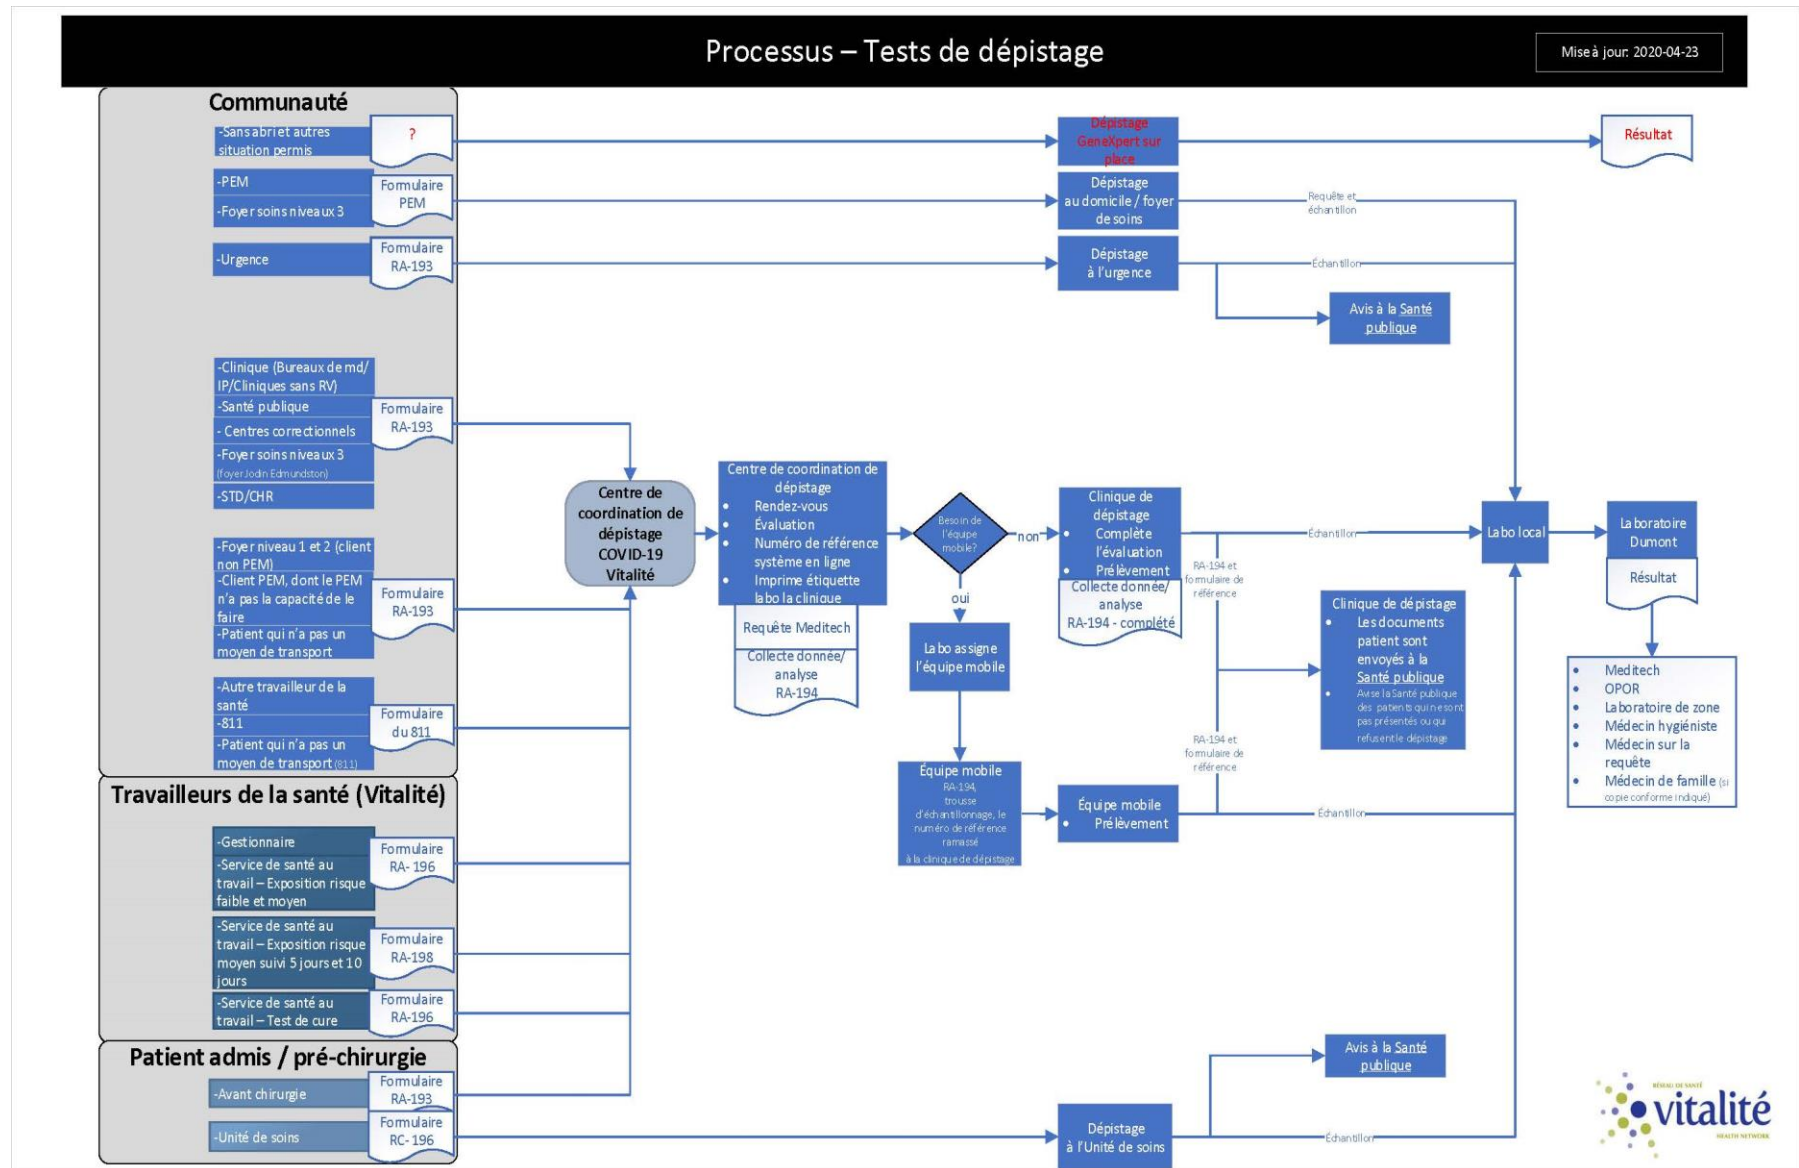 Processus – Tests de dépistage
Mise à jour: 2020-04-23
Communauté
-Sans abri et autres
situation permis
?
Dépistage
GeneXpert sur
place
Résultat
-PEM
-Foyer soins niveaux 3
Formulaire
PEM
Dépistage
au domicile / foyer
de soins
Requête et
échantillon
-Urgence
Formulaire
RA-193
Dépistage
à l'urgence
Échantillon
Avis à la Santé
publique
-Clinique (Bureaux de md/
IP/Cliniques sans RV)
-Santé publique
- Centres correctionnels
-Foyer soins niveaux 3
(foyer Jodin Edmundston)
-STD/CHR
Formulaire
RA-193
-Foyer niveau 1 et 2 (client
non PEM)
-Client PEM, dont le PEM
n'a pas la capacité de le
faire
-Patient qui n'a pas un
moyen de transport
Formulaire
RA-193
-Autre travailleur de la
santé
-811
-Patient qui n'a pas un
moyen de transport (811)
Formulaire
du 811
Centre de
coordination de
dépistage
COVID-19
Vitalité
Centre de coordination de
dépistage
• Rendez-vous
• Évaluation
• Numéro de référence
système en ligne
• Imprime étiquette
labo la clinique
Requête Meditech
Collecte donnée/
analyse
RA-194
Besoin de
l'équipe
mobile?
non
oui
Labo assigne
l'équipe mobile
Équipe mobile
RA-194,
trousse
d'échantillonnage, le
numéro de référence
ramassé
à la clinique de dépistage
Clinique de
dépistage
• Complète
l'évaluation
• Prélèvement
Collecte donnée/
analyse
RA-194 - complété
Équipe mobile
• Prélèvement
Échantillon
RA-194 et
formulaire de
référence
RA-194 et
formulaire de
référence
Échantillon
Clinique de dépistage
• Les documents
patient sont
envoyés à la
Santé publique
• Avise la Santé publique
des patients qui ne sont
pas présentés ou qui
refusent le dépistage
Labo local
Laboratoire
Dumont
Résultat
• Meditech
• OPOR
• Laboratoire de zone
• Médecin hygiéniste
• Médecin sur la
requête
• Médecin de famille (si
copie conforme indiqué)
Travailleurs de la santé (Vitalité)
-Gestionnaire
-Service de santé au
travail – Exposition risque
faible et moyen
Formulaire
RA- 196
-Service de santé au
travail – Exposition risque
moyen suivi 5 jours et 10
jours
Formulaire
RA-198
-Service de santé au
travail – Test de cure
Formulaire
RA-196
Patient admis / pré-chirurgie
-Avant chirurgie
Formulaire
RA-193
-Unité de soins
Formulaire
RC- 196
Dépistage
à l'Unité de soins
Avis à la Santé
publique
Échantillon
RÉSEAU DE SANTÉ
vitalité
HEALTH NETWORK